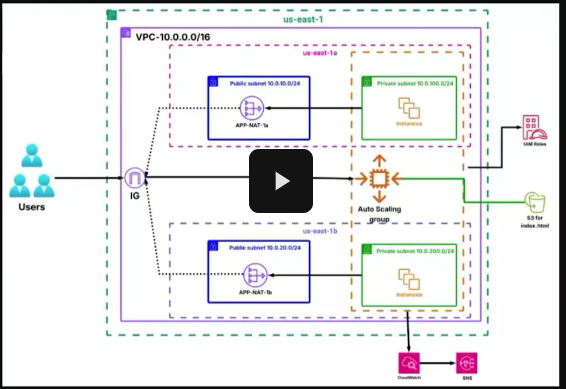 us-east-1
VPC-10.0.0.0/16
us-east-1a
Public subnet 10.0.10.0/24
Private subnet 10.0.100.0/24
APP-NAT-1a
Instances
IAM Roles
Users
IG
Auto Scaling
group
S3 for
index.html
us-east-1b
Public subnet 10.0.20.0/24
Private subnet 10.0.200.0/24
APP-NAT-1b
Instances
CloudWatch
SNS